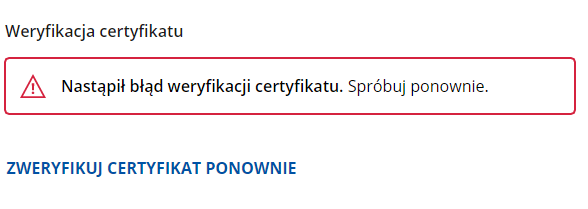 Weryfikacja certyfikatu
Nastąpił błąd weryfikacji certyfikatu. Spróbuj ponownie.
ZWERYFIKUJ CERTYFIKAT PONOWNIE